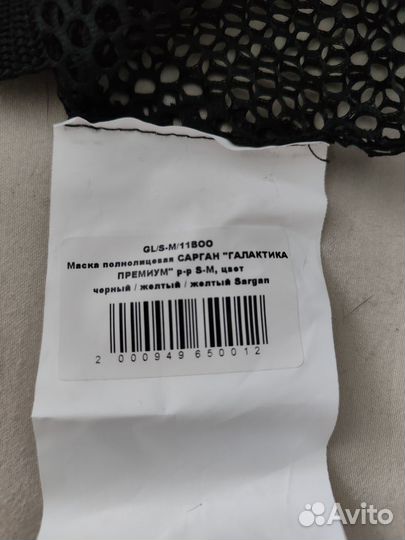 GL/S-M/11BOO
Маска полнолицевая САРГАН "ГАЛАКТИКА
ПРЕМИУМ" р-р S-M, цвет
черный / желтый / желтый Sargan
2 000949 650012
Avito